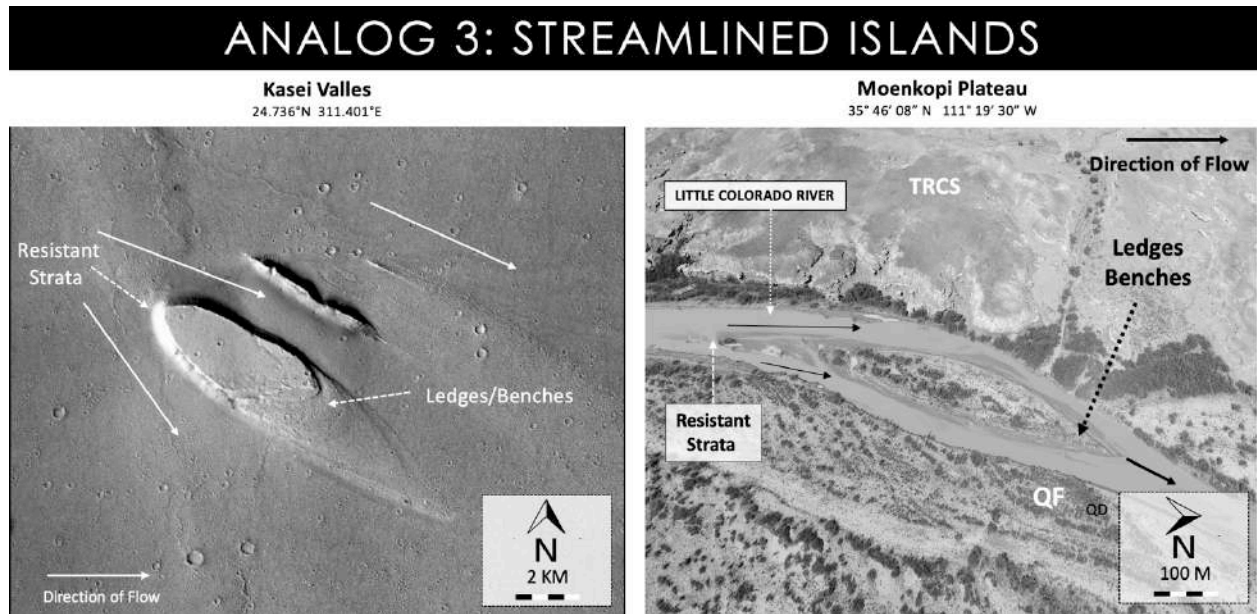 ANALOG 3: STREAMLINED ISLANDS
Kasei Valles
24.736°N 311.401°E
Resistant
Strata
Ledges/Benches
N
2 KM
Direction of Flow
Moenkopi Plateau
35° 46' 08" N 111° 19' 30" W
Direction of Flow
LITTLE COLORADO RIVER
TRCS
Ledges
Benches
Resistant
Strata
QF
QD
N
100 M